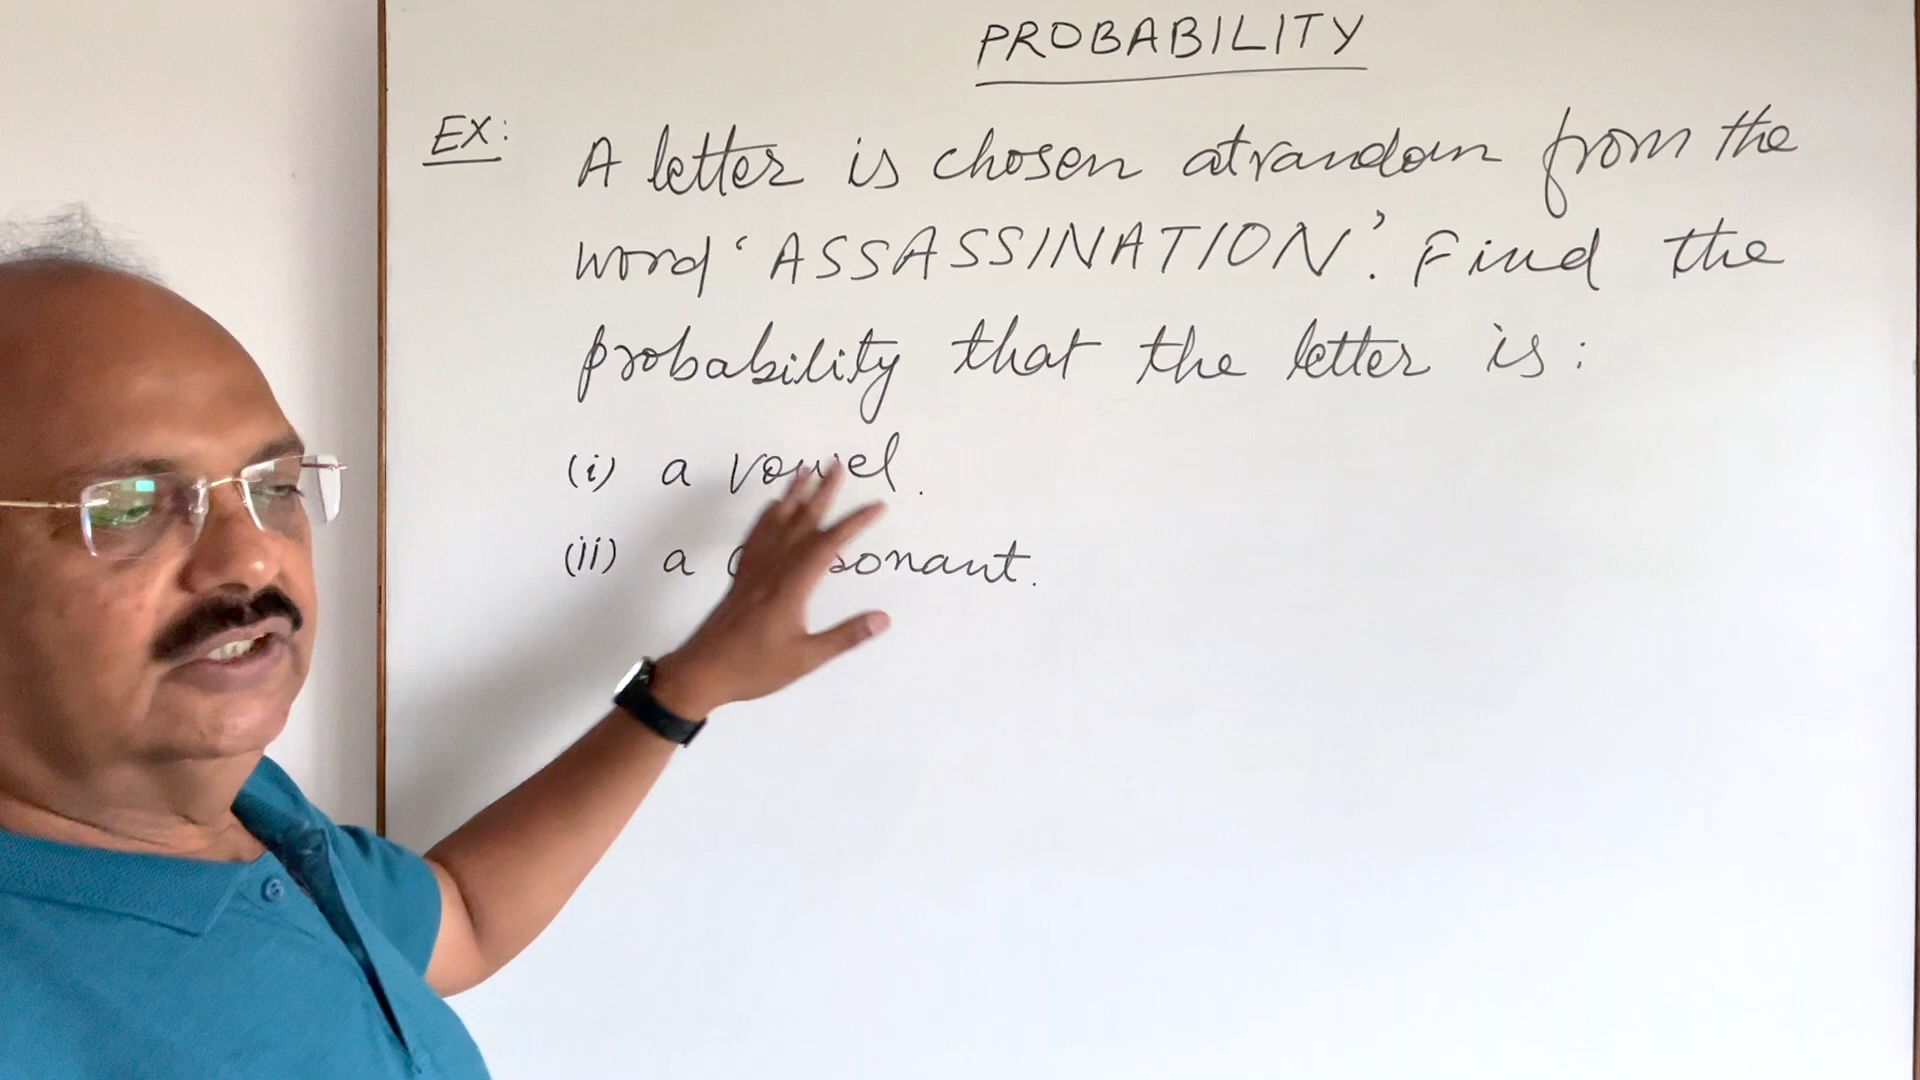 PROBABILITY
EX: A letter is chosen atrandom from the
word 'ASSASSINATION'. Find the
probability that the letter is:
(i) a vowel.
(ii) a